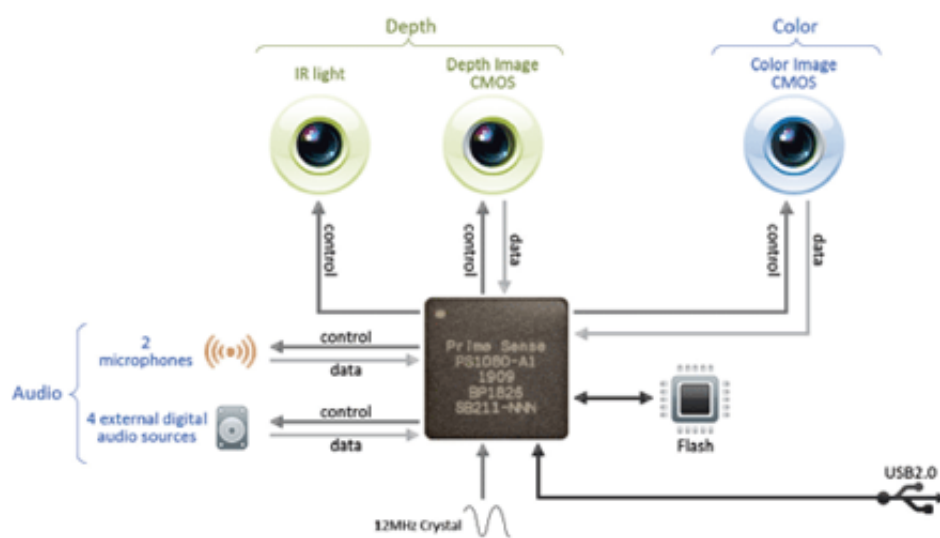 Depth
Color
IR light
Depth Image
CMOS
Color Image
CMOS
control
control
data
control
data
Audio
2
microphones
control
data
4 external digital
audio sources
control
data
Prime Sense
PS1080-A1
1909
BP1826
SB211-NNN
Flash
USB2.0
12MHz Crystal